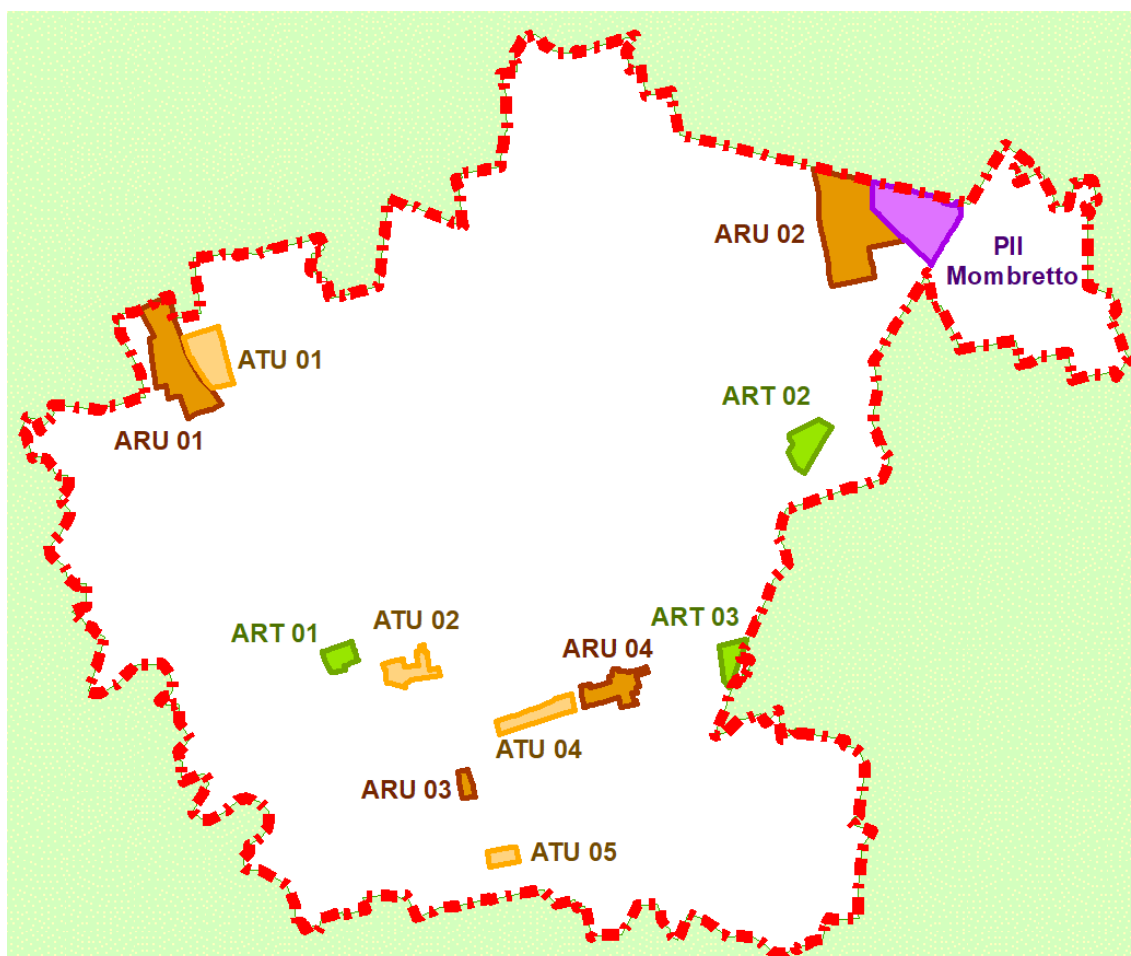 ARU 02
PII
Mombretto
ATU 01
ART 02
ARU 01
ART 01
ATU 02
ART 03
ARU 04
ATU 04
ARU 03
ATU 05